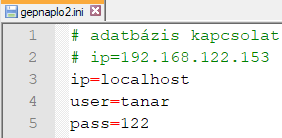 gepnaplo2.ini
1 # adatbázis kapcsolat
2 # ip=192.168.122.153
3 ip=localhost
4 user=tanar
5 pass=122